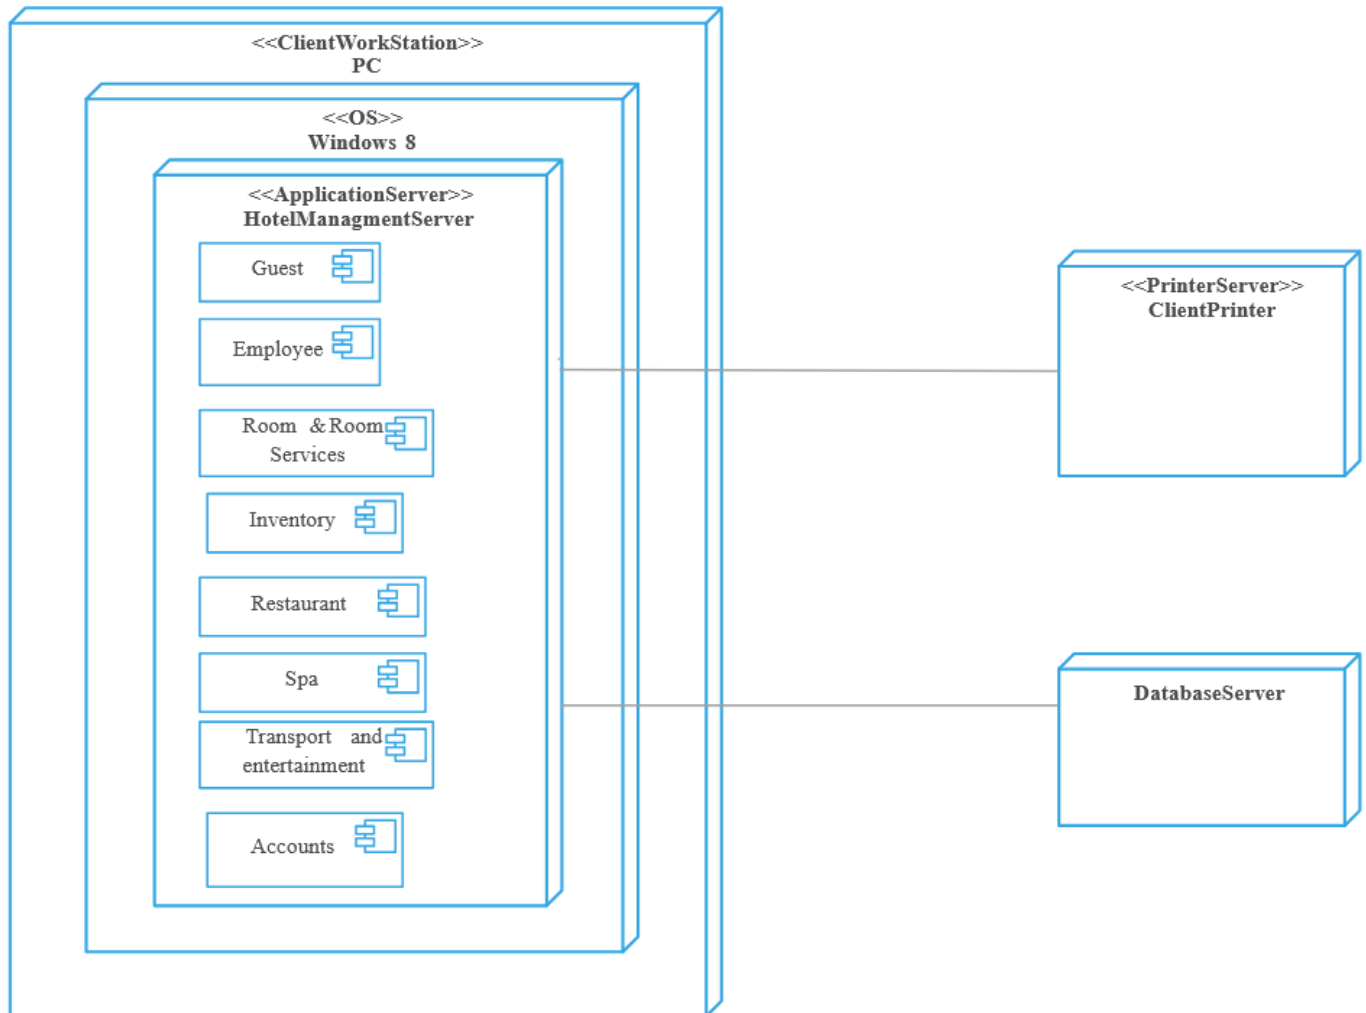 <<ClientWorkStation>>
PC
<<OS>>
Windows 8
<<ApplicationServer>>
HotelManagmentServer
Guest
Employee
Room & Room
Services
Inventory
Restaurant
Spa
Transport and
entertainment
Accounts
<<PrinterServer>>
ClientPrinter
DatabaseServer